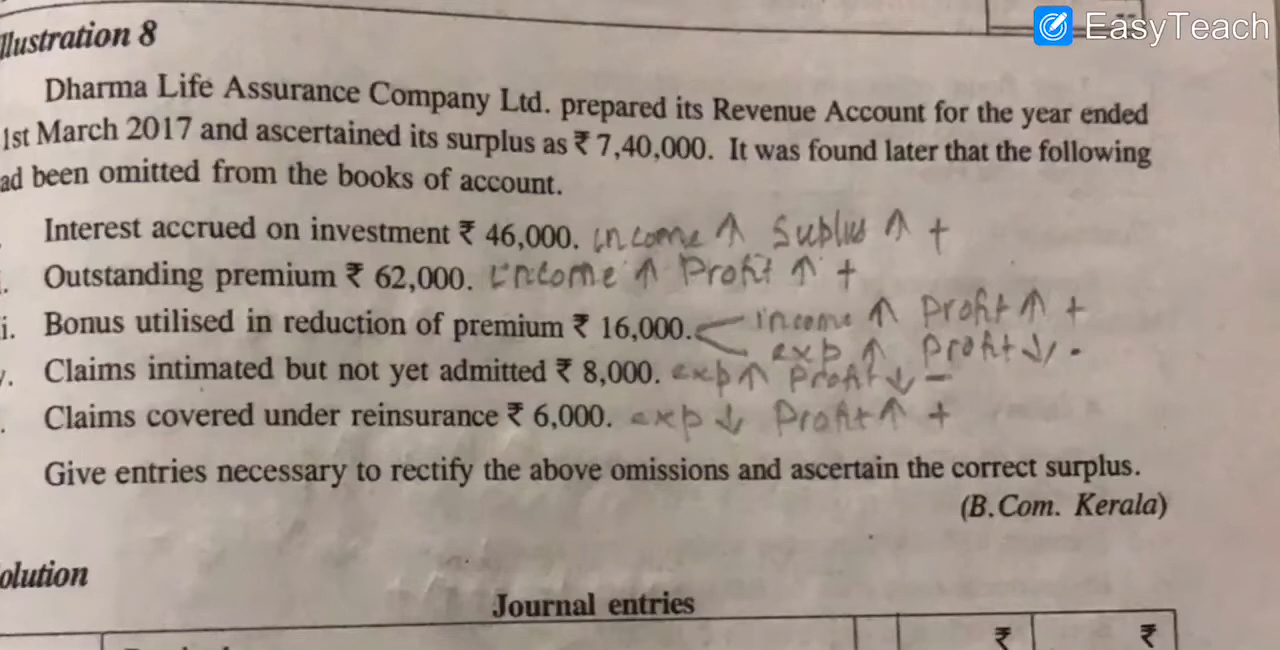 EasyTeach
llustration 8
Dharma Life Assurance Company Ltd. prepared its Revenue Account for the year ended
1st March 2017 and ascertained its surplus as ₹ 7,40,000. It was found later that the following
ad been omitted from the books of account.
Interest accrued on investment ₹ 46,000. income ↑ Suplus ↑ +
Outstanding premium ₹ 62,000. income ↑ Profit ↑ +
i. Bonus utilised in reduction of premium ₹ 16,000. income ↑ Profit ↑ +
exp ↑ Profit ↓ -
Claims intimated but not yet admitted ₹ 8,000. exp ↑ Profit ↓ -
Claims covered under reinsurance ₹ 6,000. exp ↓ Profit ↑ +
Give entries necessary to rectify the above omissions and ascertain the correct surplus.
(B.Com. Kerala)
olution
Journal entries
₹ ₹